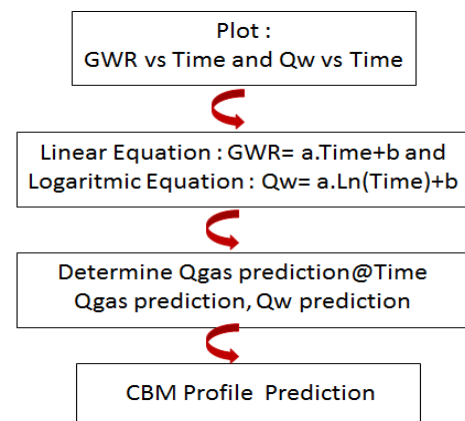 Plot :
GWR vs Time and Qw vs Time
Linear Equation : GWR= a.Time+b and
Logaritmic Equation : Qw= a.Ln(Time)+b
Determine Qgas prediction@Time
Qgas prediction, Qw prediction
CBM Profile Prediction